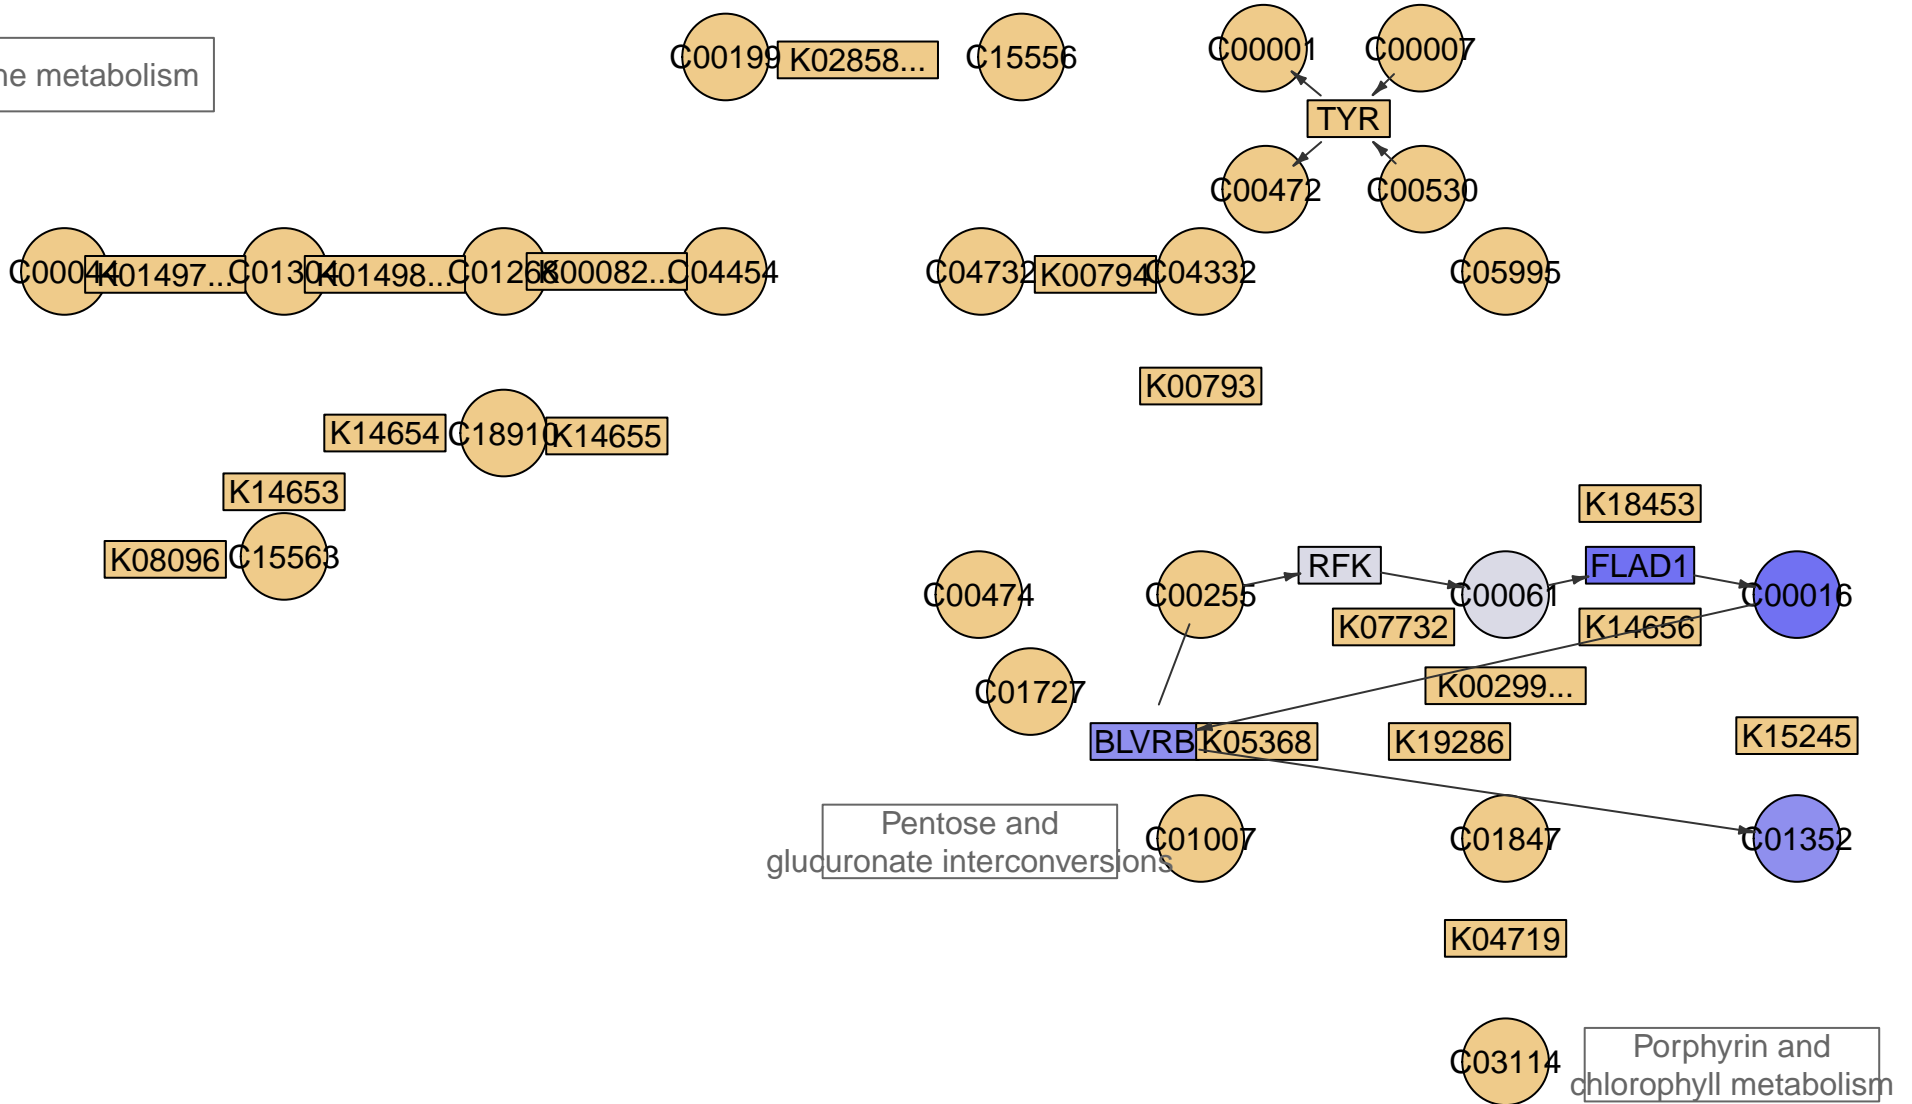 ne metabolism
C00199
K02858...
C15556
C00001
C00007
TYR
C00472
C00530
C00044
K01497...
C01304
K01498...
C01268
K00082...
C04454
C04732
K00794
C04332
C05995
K00793
K14654
C18910
K14655
K14653
K08096
C15563
K18453
C00474
C00255
RFK
C00061
FLAD1
C00016
K07732
K14656
C01727
K00299...
BLVRB
K05368
K19286
K15245
Pentose and
glucuronate interconversions
C01007
C01847
C01352
K04719
C03114
Porphyrin and
chlorophyll metabolism